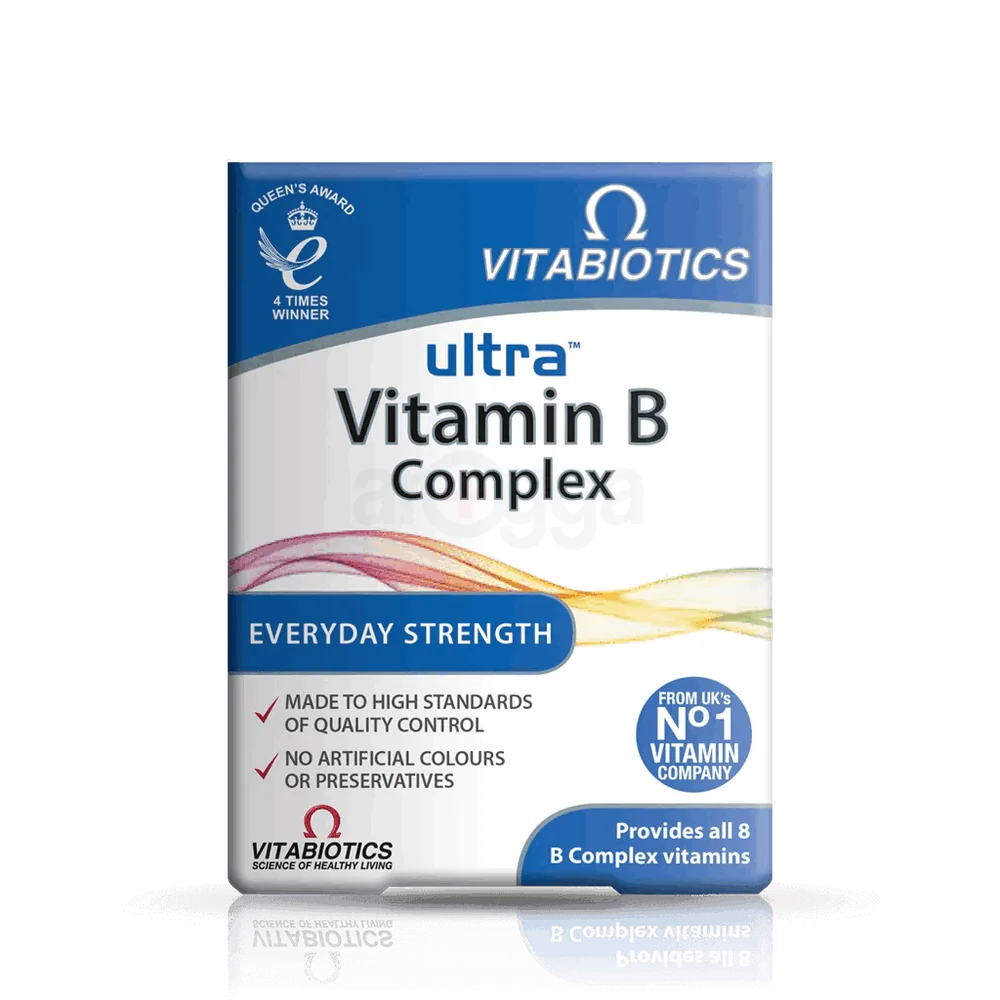 QUEEN'S AWARD
4 TIMES
WINNER
VITABIOTICS
ultra™
Vitamin B
Complex
arogga
EVERYDAY STRENGTH
MADE TO HIGH STANDARDS
OF QUALITY CONTROL
NO ARTIFICIAL COLOURS
OR PRESERVATIVES
FROM UK's
Nº1
VITAMIN
COMPANY
VITABIOTICS
SCIENCE OF HEALTHY LIVING
Provides all 8
B Complex vitamins